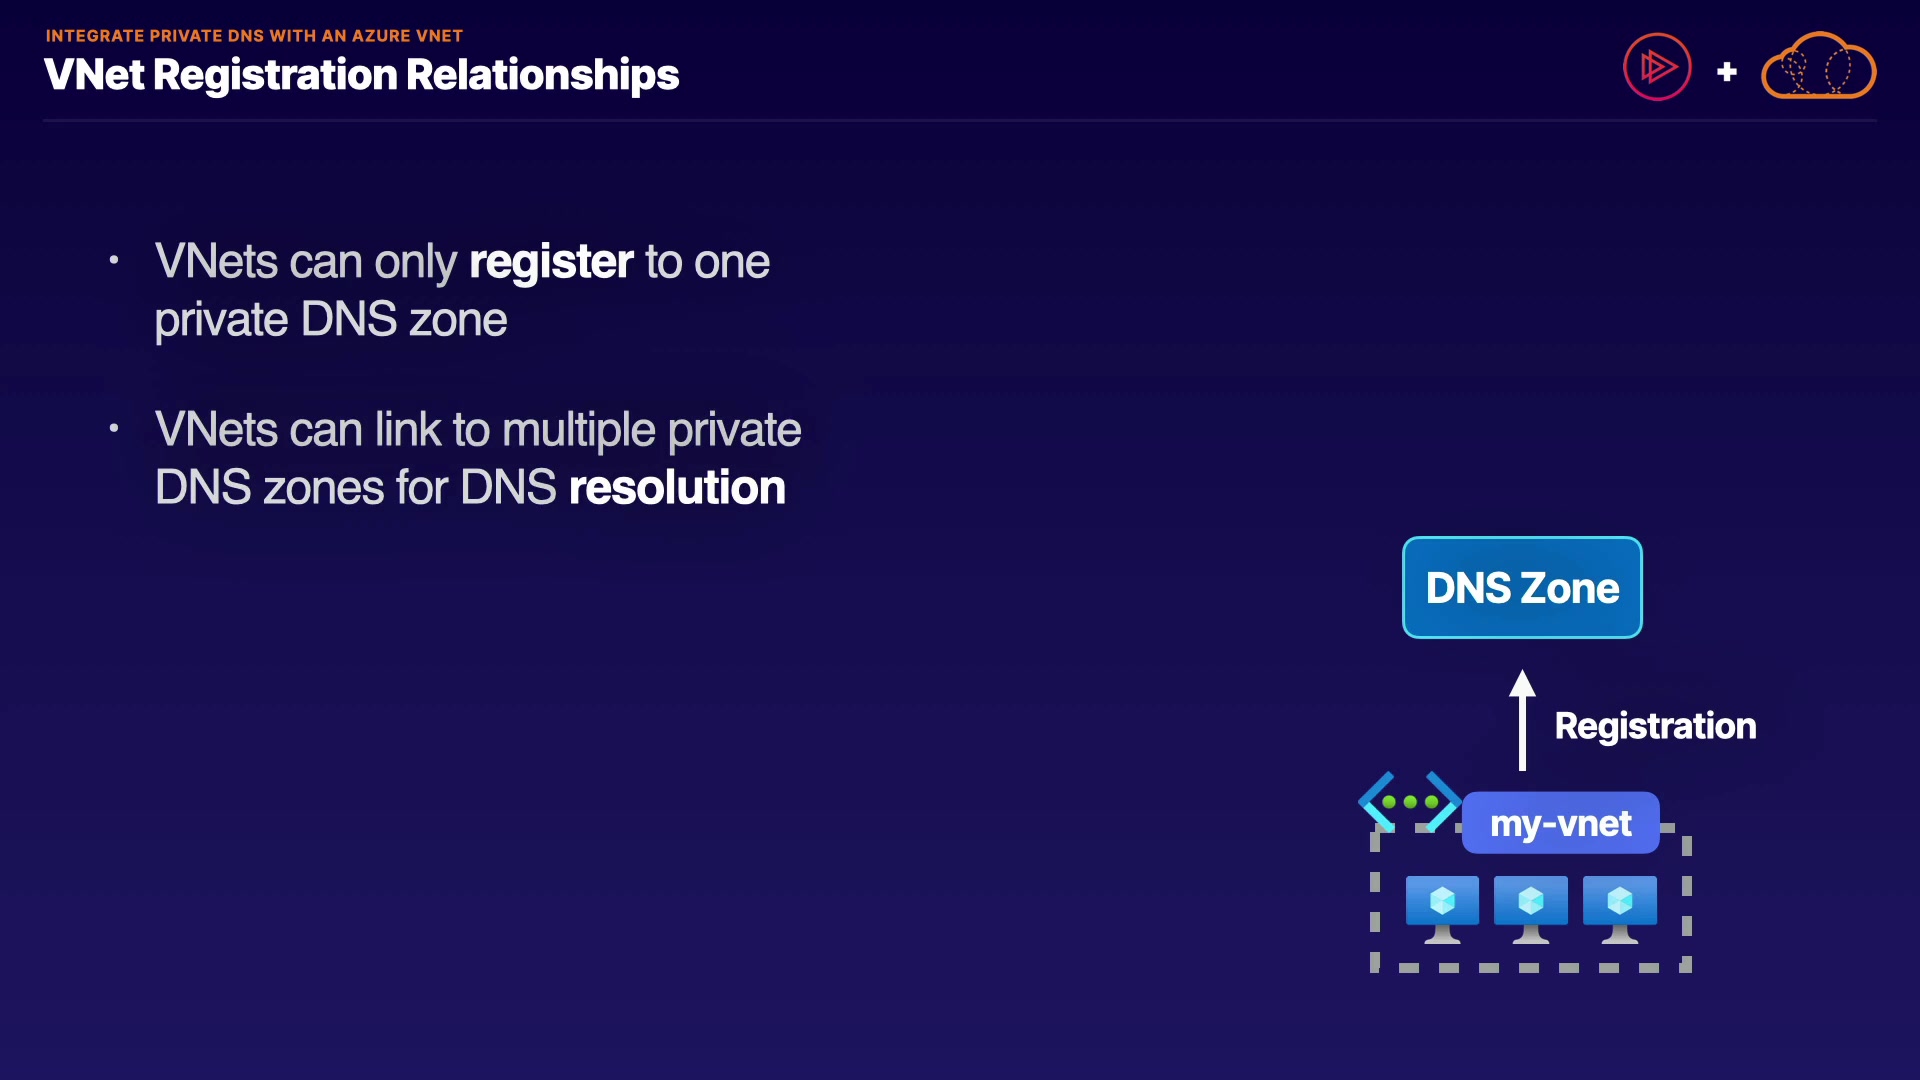 INTEGRATE PRIVATE DNS WITH AN AZURE VNET
VNet Registration Relationships
• VNets can only register to one
private DNS zone
• VNets can link to multiple private
DNS zones for DNS resolution
DNS Zone
Registration
my-vnet